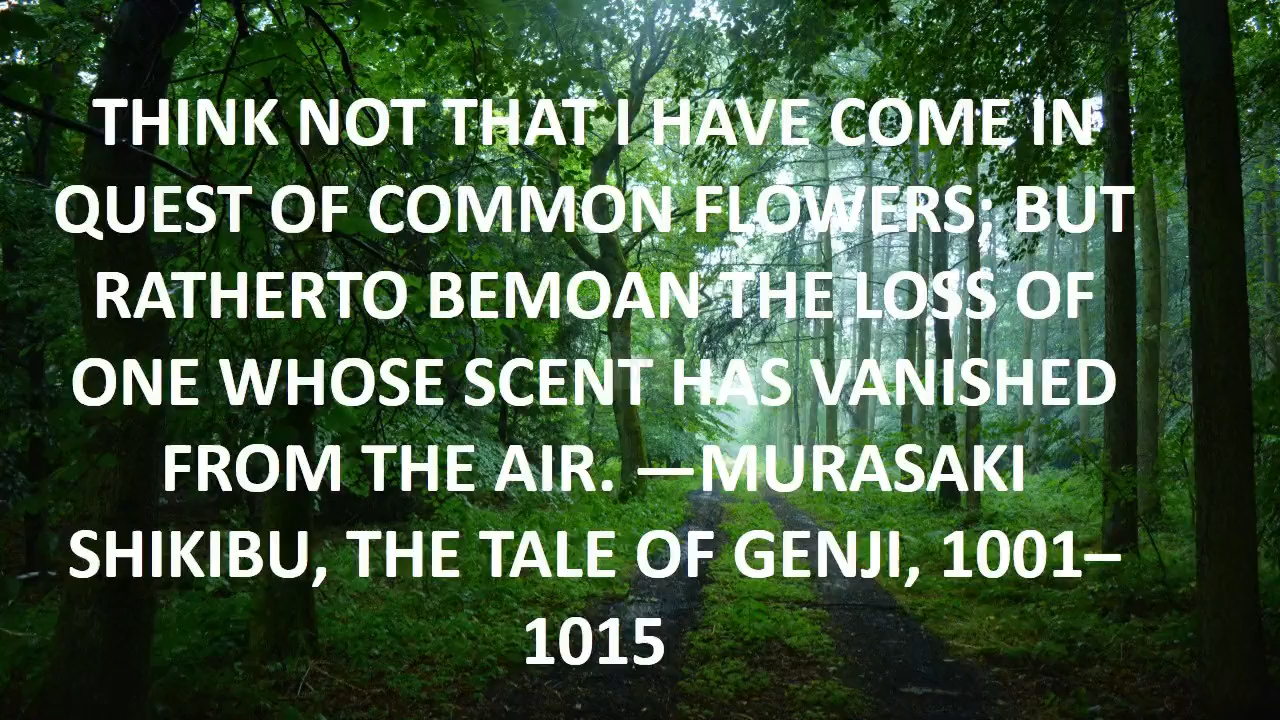 THINK NOT THAT I HAVE COME IN
QUEST OF COMMON FLOWERS; BUT
RATHERTO BEMOAN THE LOSS OF
ONE WHOSE SCENT HAS VANISHED
FROM THE AIR. —MURASAKI
SHIKIBU, THE TALE OF GENJI, 1001–
1015